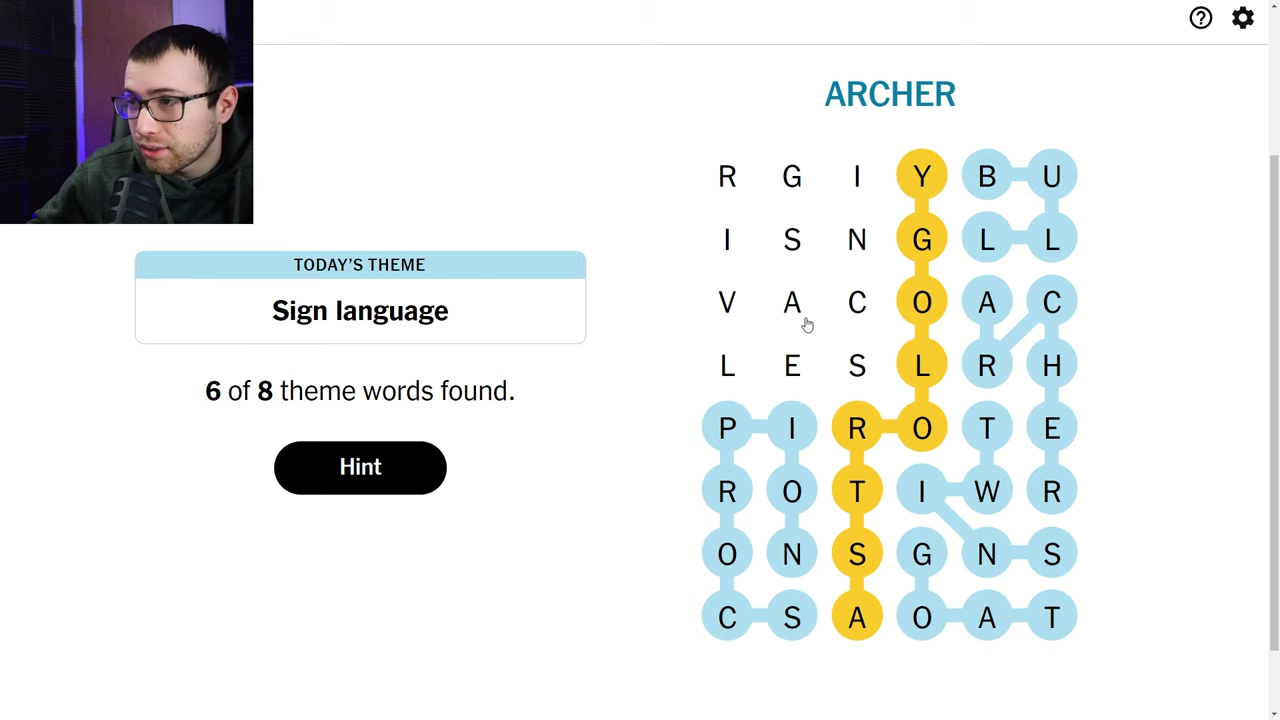 ARCHER
R G I Y B U
I S N G L L
V A C O A C
L E S L R H
P I R O T E
R O T I W R
O N S G N S
C S A O A T
TODAY'S THEME
Sign language
6 of 8 theme words found.
Hint